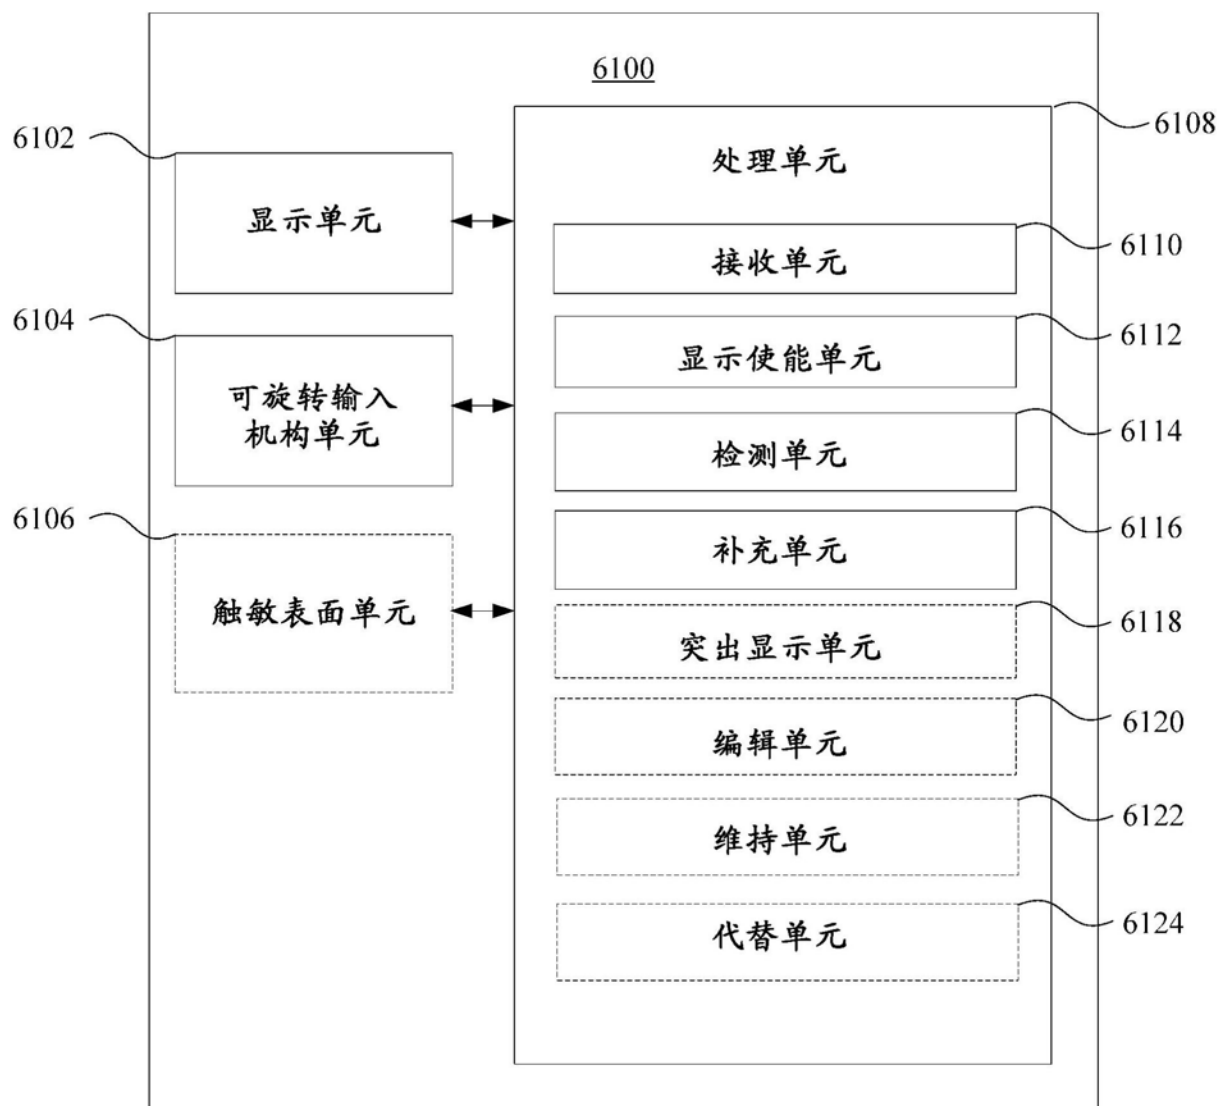 6100
6102
显示单元
6104
可旋转输入
机构单元
6106
触敏表面单元
6108
处理单元
6110
接收单元
6112
显示使能单元
6114
检测单元
6116
补充单元
6118
突出显示单元
6120
编辑单元
6122
维持单元
6124
代替单元